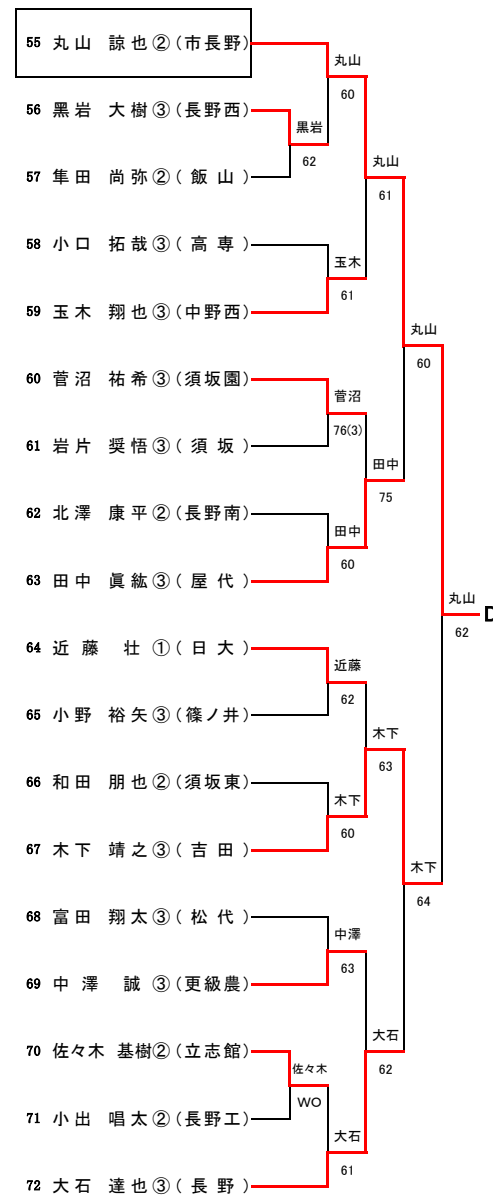 55 丸山 諒也②(市長野)
丸山
60
56 黒岩 大樹③(長野西)
黒岩
62
丸山
61
57 隼田 尚弥②(飯山)
58 小口 拓哉③(高専)
玉木
61
59 玉木 翔也③(中野西)
丸山
60
60 菅沼 祐希③(須坂園)
菅沼
76(3)
61 岩片 奨悟③(須坂)
田中
75
62 北澤 康平②(長野南)
田中
60
63 田中 眞紘③(屋代)
丸山
62
D
64 近藤 壮①(日大)
近藤
62
65 小野 裕矢③(篠ノ井)
木下
63
66 和田 朋也②(須坂東)
木下
60
67 木下 靖之③(吉田)
木下
64
68 富田 翔太③(松代)
中澤
63
69 中澤 誠③(更級農)
大石
62
70 佐々木 基樹②(立志館)
佐々木
WO
71 小出 唱太②(長野工)
大石
61
72 大石 達也③(長野)